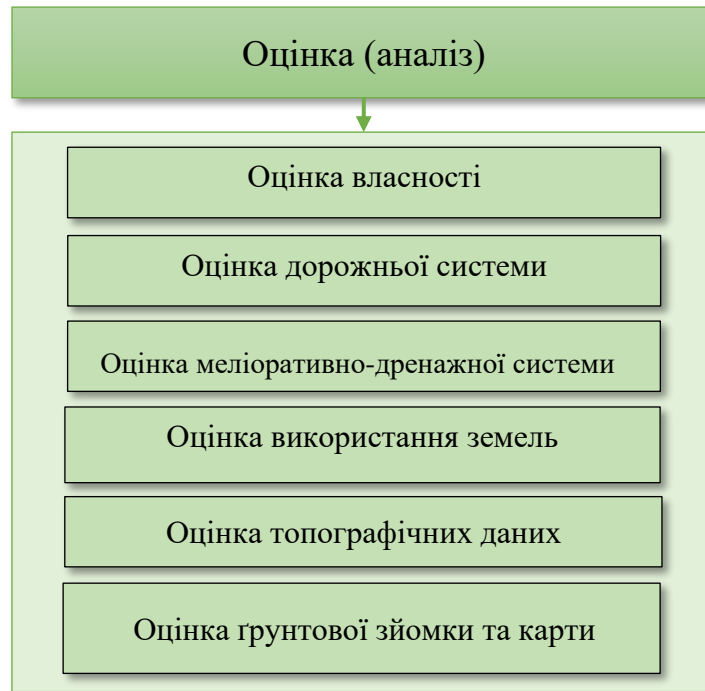 Оцінка (аналіз)
Оцінка власності
Оцінка дорожньої системи
Оцінка меліоративно-дренажної системи
Оцінка використання земель
Оцінка топографічних даних
Оцінка ґрунтової зйомки та карти